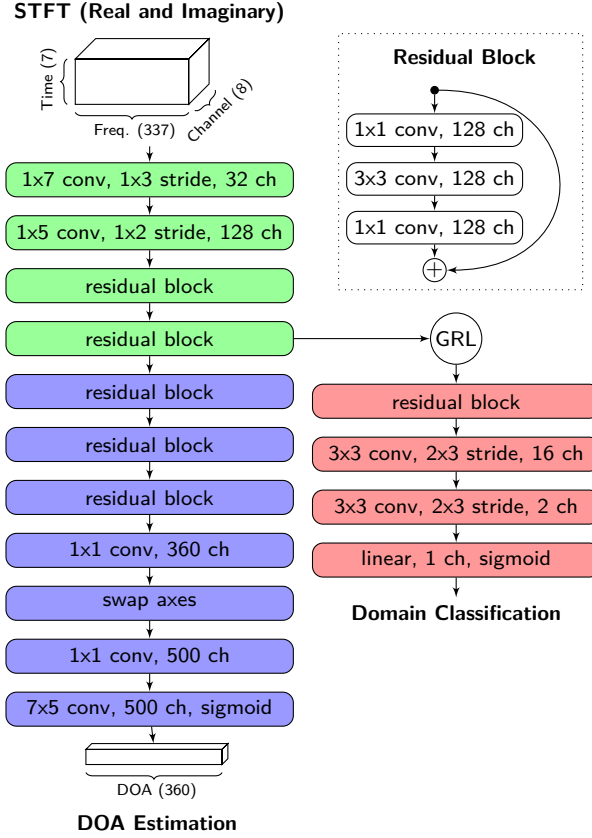 STFT (Real and Imaginary)
Time (7)
Freq. (337)
Channel (8)
1x7 conv, 1x3 stride, 32 ch
1x5 conv, 1x2 stride, 128 ch
residual block
residual block
residual block
residual block
residual block
1x1 conv, 360 ch
swap axes
1x1 conv, 500 ch
7x5 conv, 500 ch, sigmoid
DOA (360)
DOA Estimation
Residual Block
1x1 conv, 128 ch
3x3 conv, 128 ch
1x1 conv, 128 ch
+
GRL
residual block
3x3 conv, 2x3 stride, 16 ch
3x3 conv, 2x3 stride, 2 ch
linear, 1 ch, sigmoid
Domain Classification